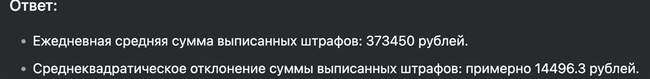 Ответ:
• Ежедневная средняя сумма выписанных штрафов: 373450 рублей.
• Среднеквадратическое отклонение суммы выписанных штрафов: примерно 14496.3 рублей.